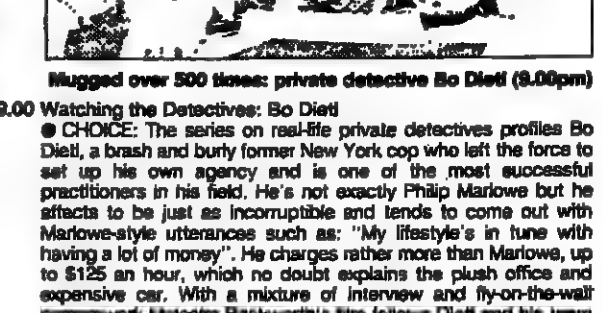 Mugged over 500 times: private detective Bo Dietl (9.00pm)
9.00 Watching the Detectives: Bo Dietl
● CHOICE: The series on real-life private detectives profiles Bo
Dietl, a brash and burly former New York cop who left the force to
set up his own agency and is one of the most successful
practitioners in his field. He's not exactly Philip Marlowe but he
affects to be just as incorruptible and tends to come out with
Marlowe-style utterances such as: "My lifestyle's in tune with
having a lot of money". He charges rather more than Marlowe, up
to $125 an hour, which no doubt explains the plush office and
expensive car. With a mixture of interview and fly-on-the-wall
film follows Dietl and his team